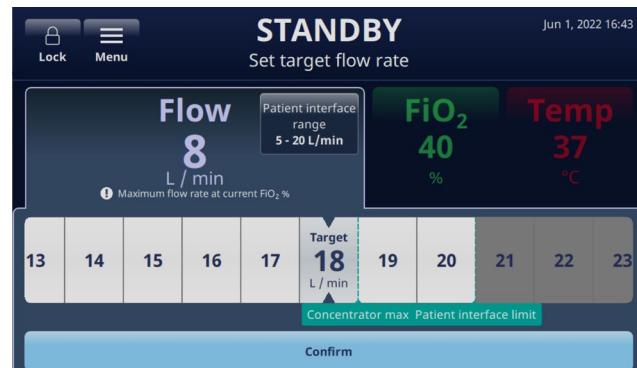 STANDBY
Jun 1, 2022 16:43
Lock
Menu
Set target flow rate
Flow
8
L / min
Maximum flow rate at current FiO₂ %
Patient interface
range
5 - 20 L/min
FiO₂
40
%
Temp
37
°C
13 14 15 16 17 Target 18 L / min 19 20 21 22 23
Concentrator max Patient interface limit
Confirm